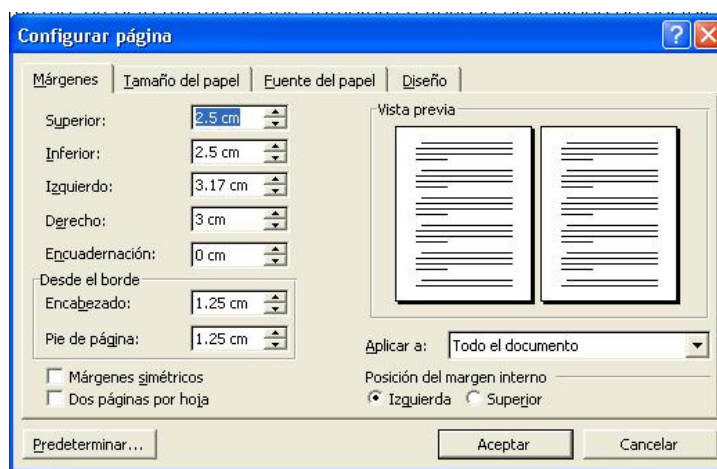 Configurar página
Márgenes Tamaño del papel Fuente del papel Diseño
Superior: 2.5 cm
Inferior: 2.5 cm
Izquierdo: 3.17 cm
Derecho: 3 cm
Encuadernación: 0 cm
Desde el borde
Encabezado: 1.25 cm
Pie de página: 1.25 cm
Márgenes simétricos
Dos páginas por hoja
Vista previa
Aplicar a: Todo el documento
Posición del margen interno
Izquierda Superior
Predeterminar... Aceptar Cancelar